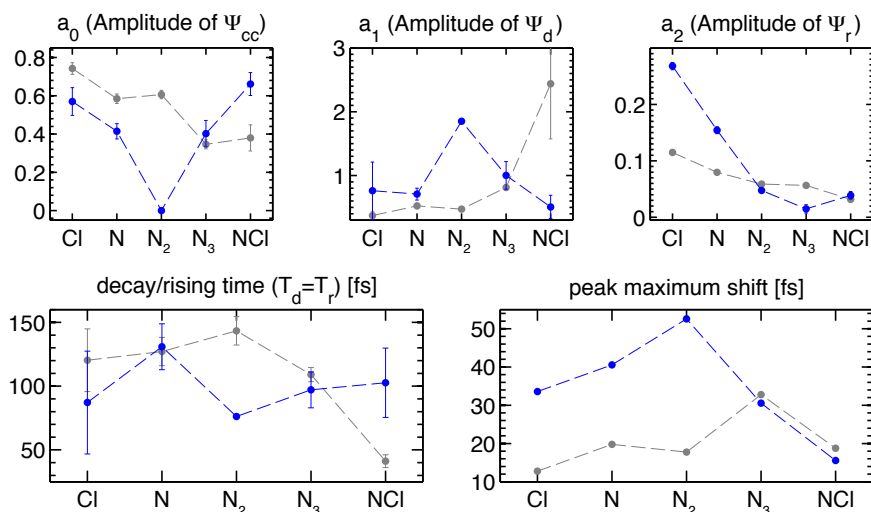 a₀ (Amplitude of Ψcc)
a₁ (Amplitude of Ψd)
a₂ (Amplitude of Ψr)
0.8
0.6
0.4
0.2
0
Cl N N₂ N₃ NCl
3
2
1
Cl N N₂ N₃ NCl
0.2
0.1
0
Cl N N₂ N₃ NCl
decay/rising time (T_d=T_r) [fs]
peak maximum shift [fs]
150
100
50
Cl N N₂ N₃ NCl
50
40
30
20
10
Cl N N₂ N₃ NCl